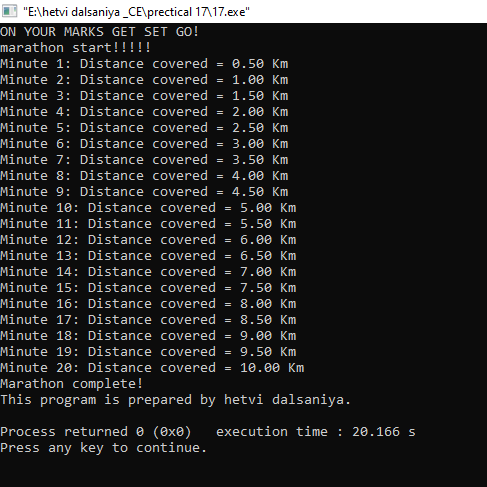 "E:\hetvi dalsaniya _CE\prectical 17\17.exe"
ON YOUR MARKS GET SET GO!
marathon start!!!!!
Minute 1: Distance covered = 0.50 Km
Minute 2: Distance covered = 1.00 Km
Minute 3: Distance covered = 1.50 Km
Minute 4: Distance covered = 2.00 Km
Minute 5: Distance covered = 2.50 Km
Minute 6: Distance covered = 3.00 Km
Minute 7: Distance covered = 3.50 Km
Minute 8: Distance covered = 4.00 Km
Minute 9: Distance covered = 4.50 Km
Minute 10: Distance covered = 5.00 Km
Minute 11: Distance covered = 5.50 Km
Minute 12: Distance covered = 6.00 Km
Minute 13: Distance covered = 6.50 Km
Minute 14: Distance covered = 7.00 Km
Minute 15: Distance covered = 7.50 Km
Minute 16: Distance covered = 8.00 Km
Minute 17: Distance covered = 8.50 Km
Minute 18: Distance covered = 9.00 Km
Minute 19: Distance covered = 9.50 Km
Minute 20: Distance covered = 10.00 Km
Marathon complete!
This program is prepared by hetvi dalsaniya.
Process returned 0 (0x0)   execution time : 20.166 s
Press any key to continue.